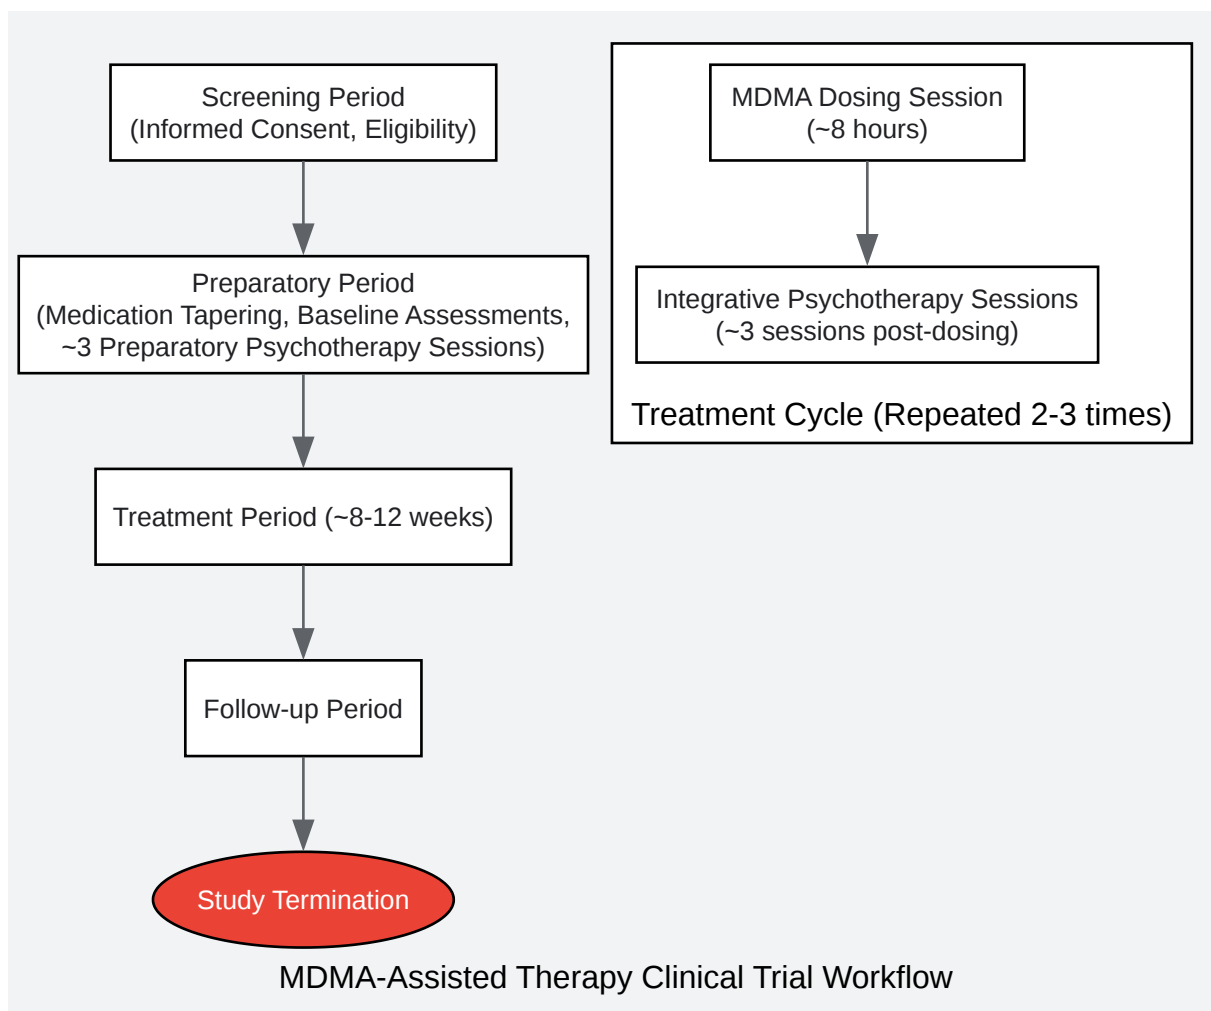 Screening Period
(Informed Consent, Eligibility)
Preparatory Period
(Medication Tapering, Baseline Assessments,
~3 Preparatory Psychotherapy Sessions)
Treatment Period (~8-12 weeks)
Follow-up Period
Study Termination
MDMA Dosing Session
(~8 hours)
Integrative Psychotherapy Sessions
(~3 sessions post-dosing)
Treatment Cycle (Repeated 2-3 times)
MDMA-Assisted Therapy Clinical Trial Workflow